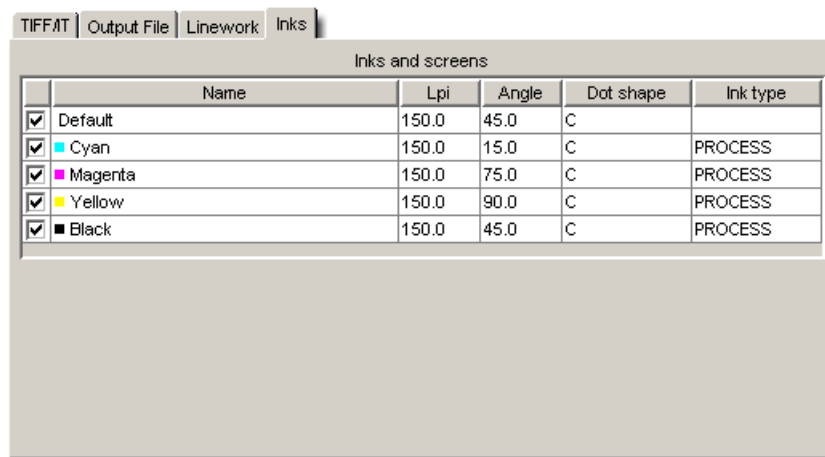 TIFF/IT Output File Linework Inks
Inks and screens
Name Lpi Angle Dot shape Ink type
Default 150.0 45.0 C
Cyan 150.0 15.0 C PROCESS
Magenta 150.0 75.0 C PROCESS
Yellow 150.0 90.0 C PROCESS
Black 150.0 45.0 C PROCESS